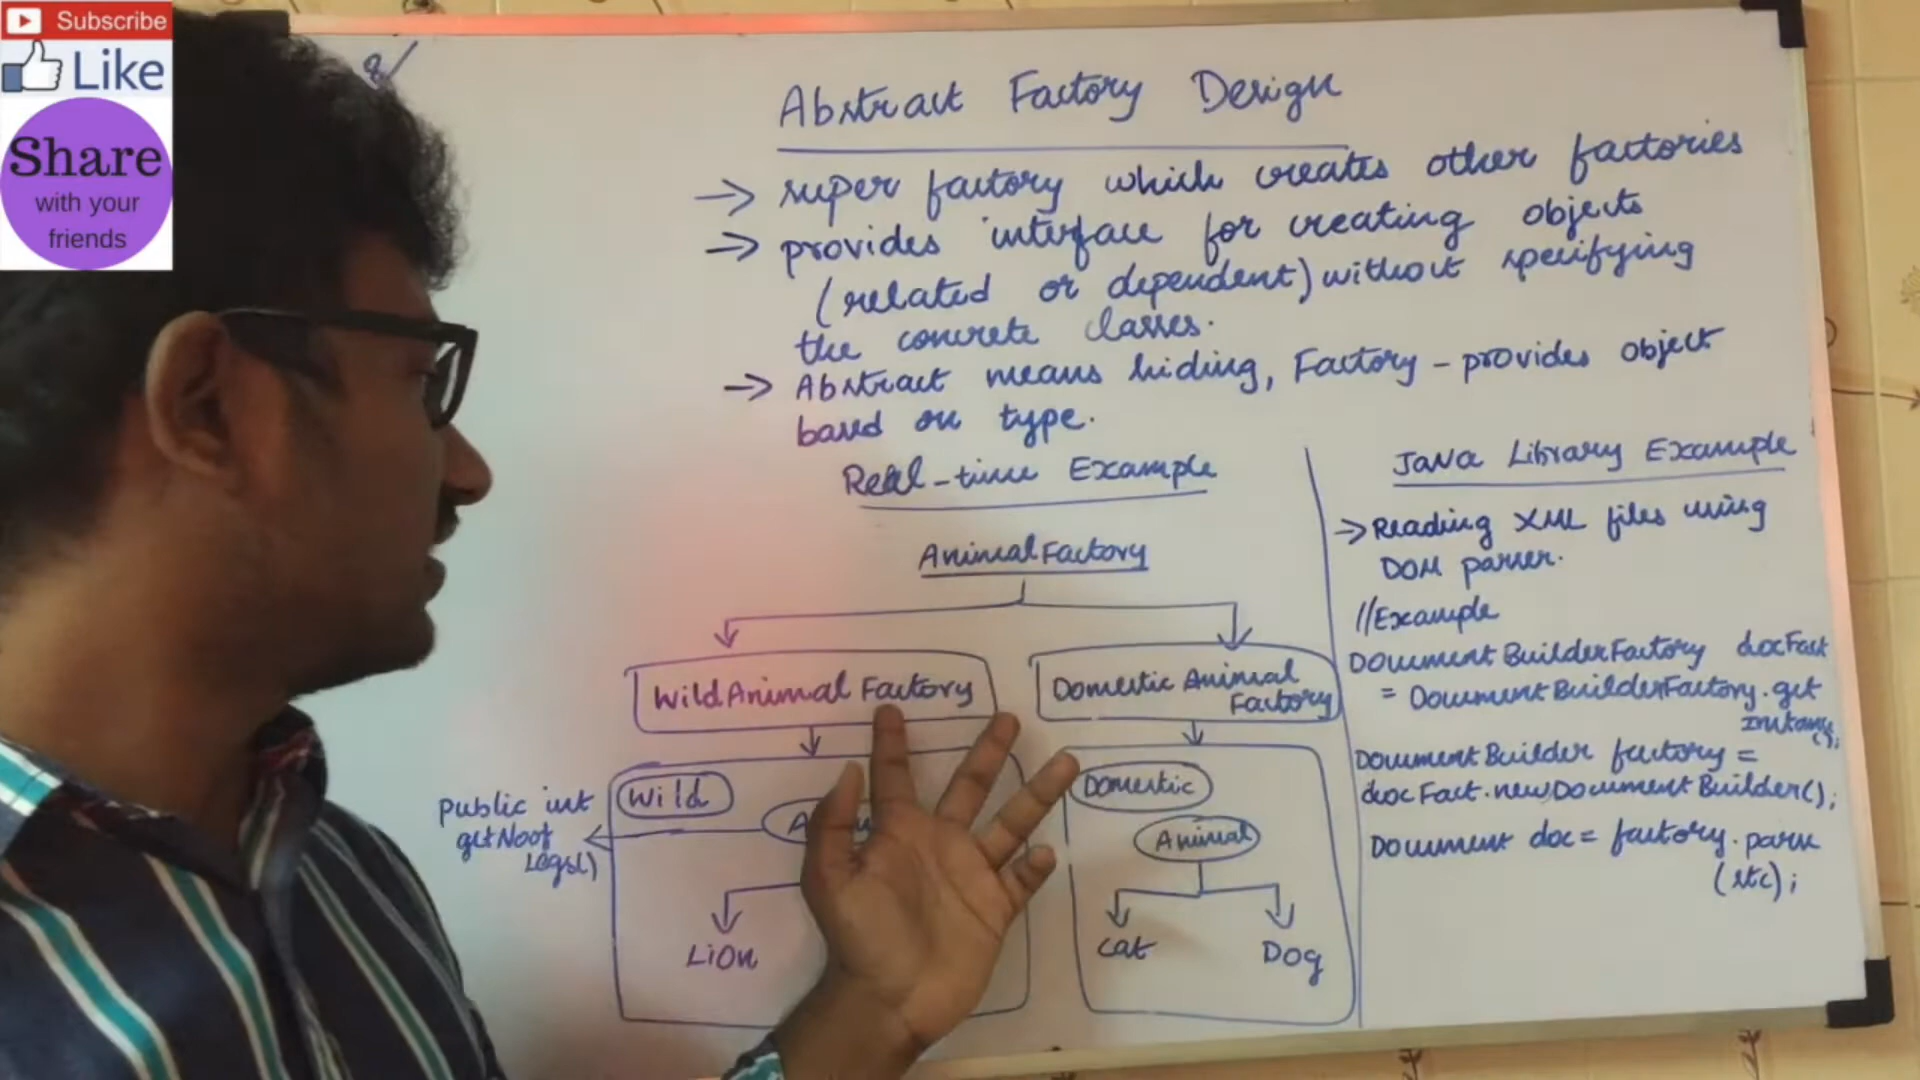 Subscribe
Like
Share
with your
friends
8/
Abstract Factory Design
→ super factory which creates other factories
→ provides interface for creating objects
(related or dependent) without specifying
the concrete classes.
→ Abstract means hiding, Factory - provides object
based on type.
Real-time Example
AnimalFactory
WildAnimal Factory
Domestic Animal
Factory
public int
getNoof
Legs()
Wild
Lion
Domestic
Animal
Cat
Dog
JaNa Library Example
→ Reading XML files using
DOM parser.
//Example
DocumentBuilderFactory docFact
= DocumentBuilderFactory.get
Instance
();
DocumentBuilder factory =
docFact.newDocumentBuilder();
Document doc = factory.parse
(etc);